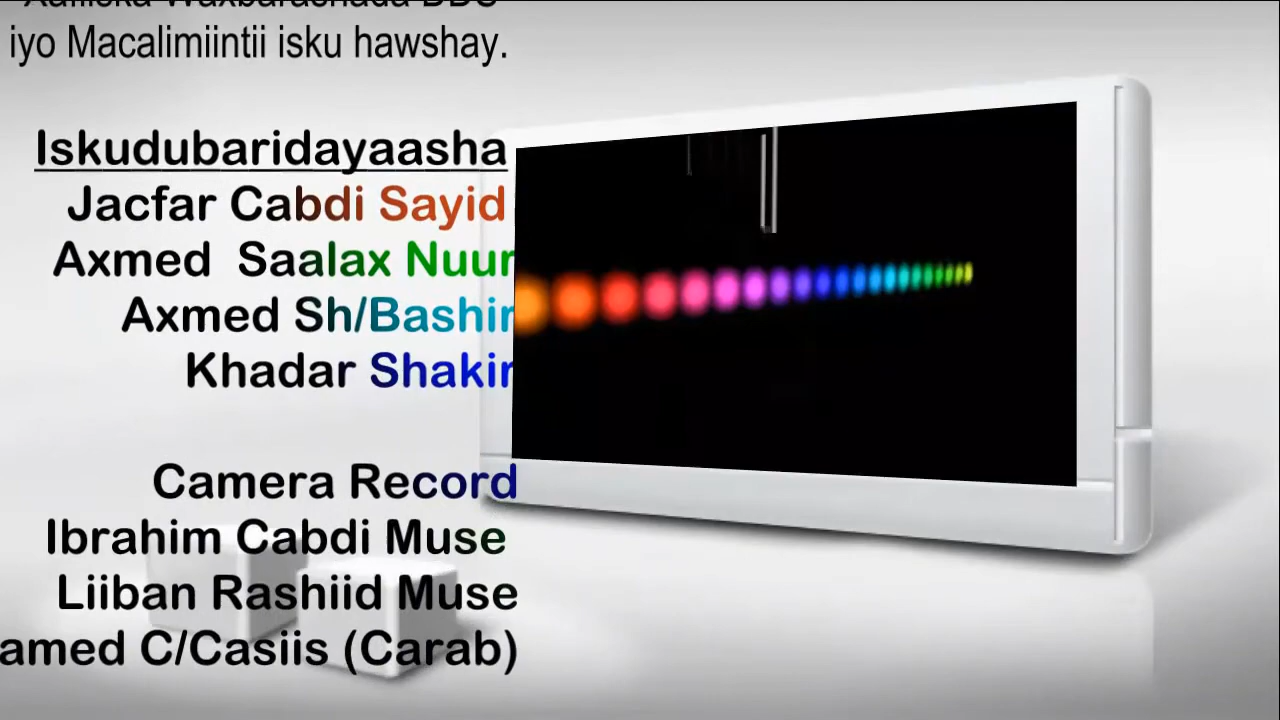 iyo Macalimiintii isku hawshay.
Iskudubaridayaasha
Jacfar Cabdi Sayid
Axmed Saalax Nuur
Axmed Sh/Bashir
Khadar Shakir
Camera Record
Ibrahim Cabdi Muse
Liiban Rashiid Muse
amed C/Casiis (Carab)